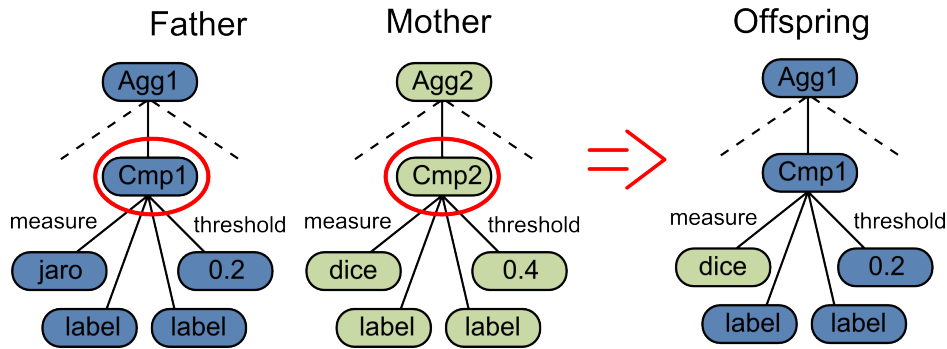 Father
Mother
Offspring
Agg1
Agg2
Agg1
Cmp1
Cmp2
Cmp1
measure
threshold
measure
threshold
measure
threshold
jaro
0.2
dice
0.4
dice
0.2
label
label
label
label
label
label